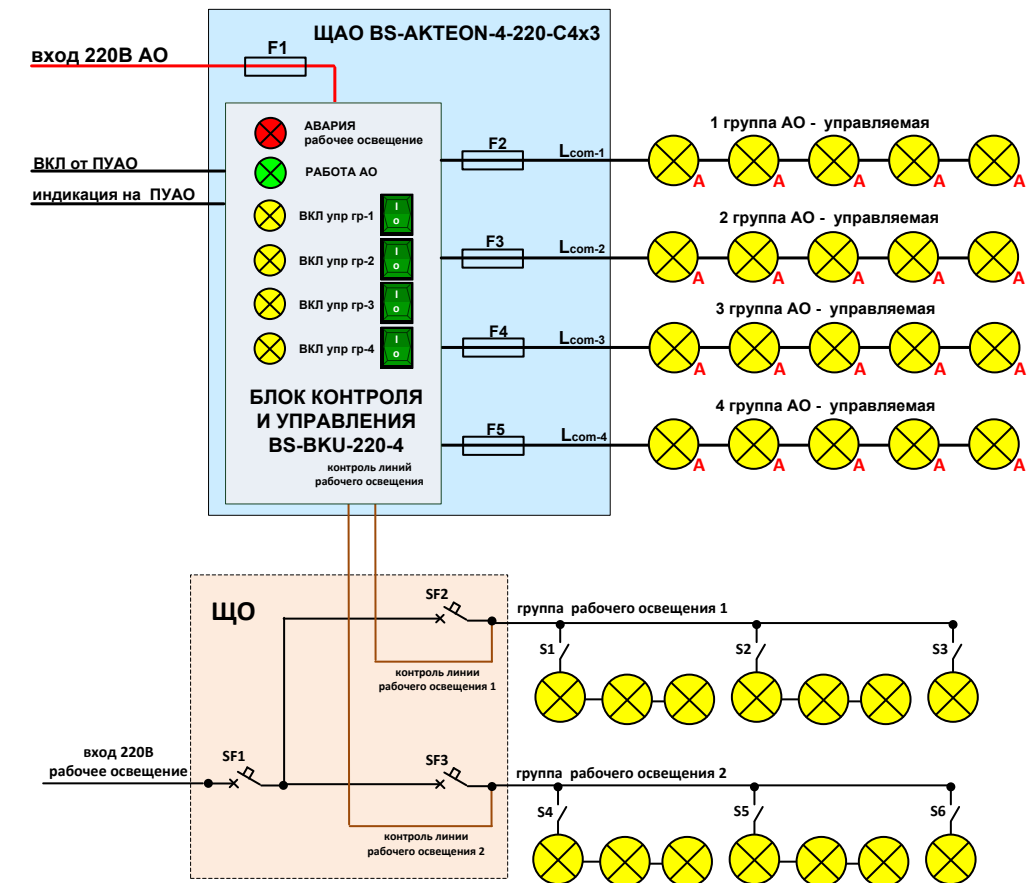 ЩАО BS-AKTEON-4-220-C4x3
вход 220В АО
F1
АВАРИЯ
рабочее освещение
РАБОТА АО
ВКЛ от ПУАО
индикация на ПУАО
ВКЛ упр гр-1
I
o
ВКЛ упр гр-2
I
o
ВКЛ упр гр-3
I
o
ВКЛ упр гр-4
I
o
БЛОК КОНТРОЛЯ
И УПРАВЛЕНИЯ
BS-BKU-220-4
контроль линий
рабочего освещения
F2
Lcom-1
1 группа АО - управляемая
А А А А А
F3
Lcom-2
2 группа АО - управляемая
А А А А А
F4
Lcom-3
3 группа АО - управляемая
А А А А А
F5
Lcom-4
4 группа АО - управляемая
А А А А А
ЩО
SF2
группа рабочего освещения 1
S1
S2
S3
контроль линии
рабочего освещения 1
вход 220В
рабочее освещение
SF1
SF3
группа рабочего освещения 2
S4
S5
S6
контроль линии
рабочего освещения 2